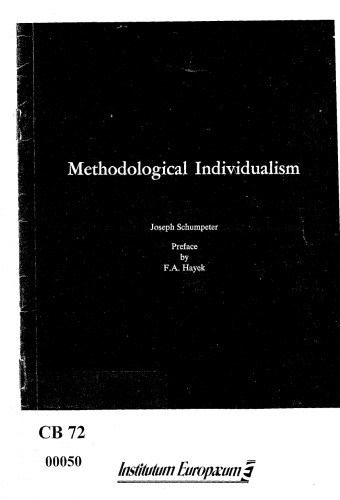 Methodological Individualism
Joseph Schumpeter
Preface
by
F.A. Hayek
CB 72
00050
Institutum Europæum